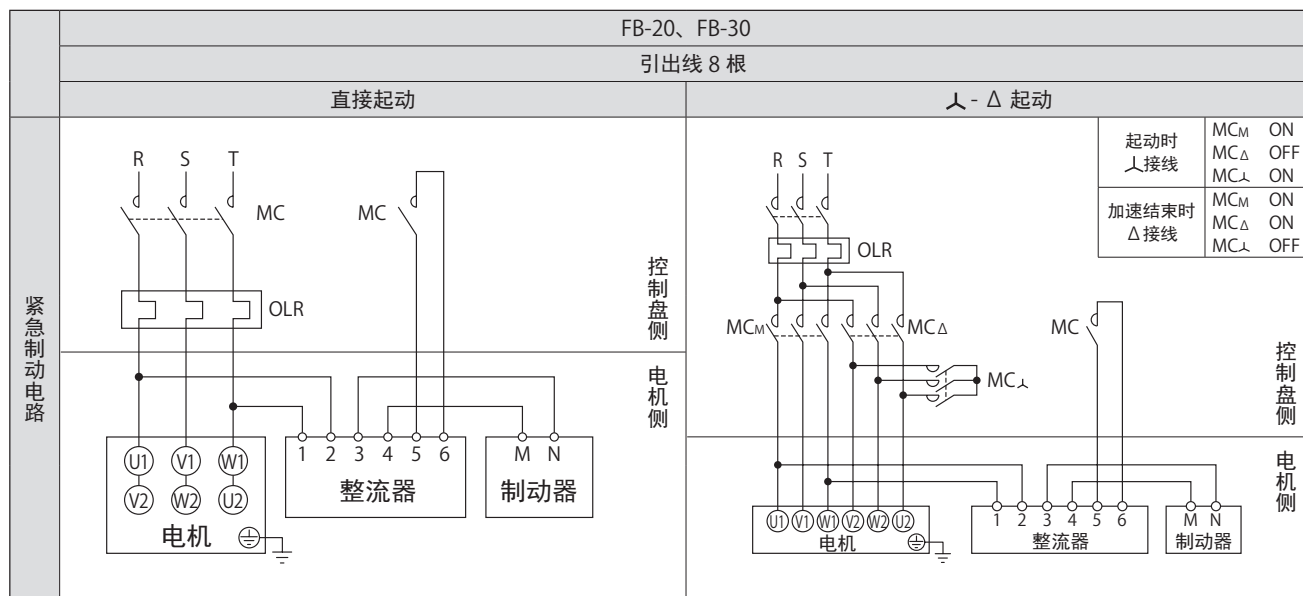 FB-20、FB-30
引出线 8 根
直接起动
人 - Δ 起动
紧急制动电路
R S T
MC
MC
OLR
控制盘侧
电机侧
U1 V1 W1
V2 W2 U2
电机
1 2 3 4 5 6
整流器
M N
制动器
起动时
人接线
MCM ON
MCΔ OFF
MC人 ON
加速结束时
Δ接线
MCM ON
MCΔ ON
MC人 OFF
R S T
OLR
MCM
MCΔ
MC
MC人
控制盘侧
电机侧
U1 V1 W1 V2 W2 U2
电机
1 2 3 4 5 6
整流器
M N
制动器